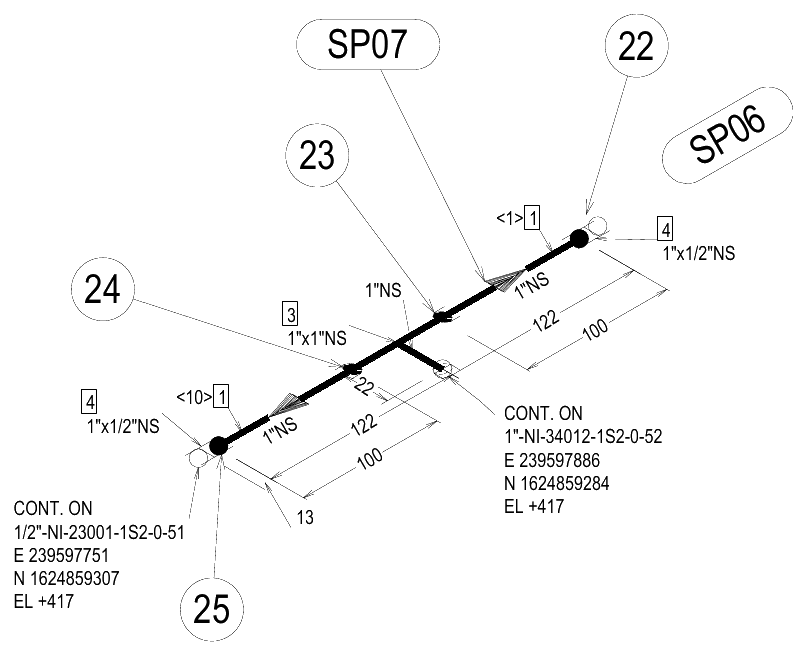 SP07
22
SP06
23
<1> 1
4
1"x1/2"NS
24
1"NS
1"NS
3
1"x1"NS
122
100
4
1"x1/2"NS
<10> 1
22
1"NS
122
100
CONT. ON
1"-NI-34012-1S2-0-52
E 239597886
N 1624859284
EL +417
13
CONT. ON
1/2"-NI-23001-1S2-0-51
E 239597751
N 1624859307
EL +417
25